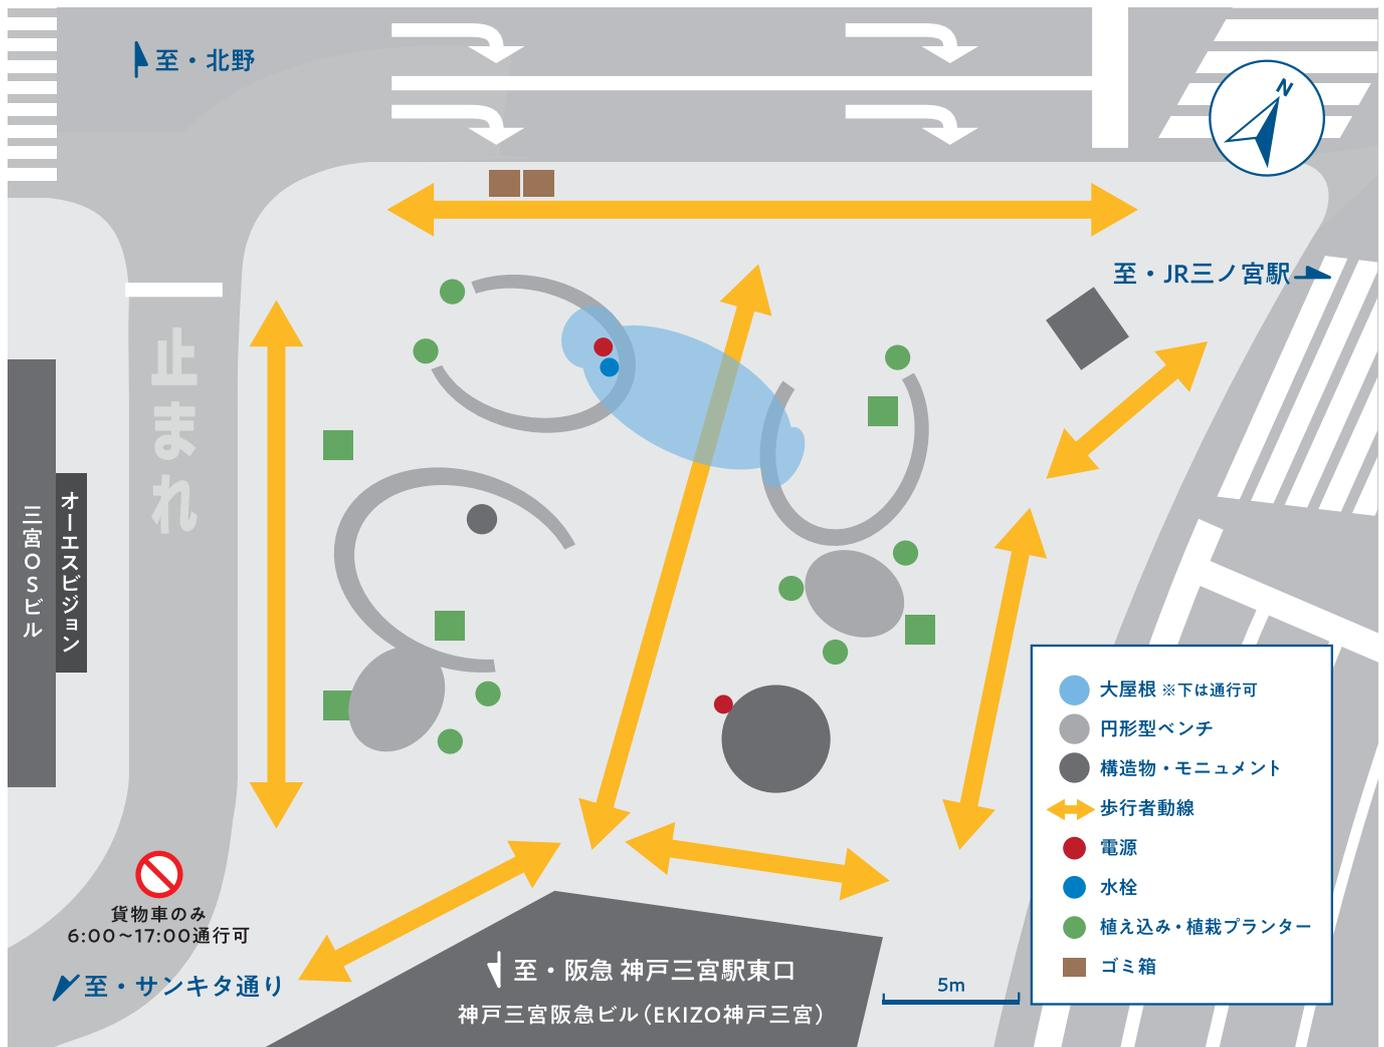 至・北野
N
至・JR三ノ宮駅
止まれ
オーエスビジョン
三宮OSビル
大屋根 ※下は通行可
円形型ベンチ
構造物・モニュメント
歩行者動線
電源
水栓
植え込み・植栽プランター
ゴミ箱
貨物車のみ
6:00〜17:00通行可
至・サンキタ通り
至・阪急 神戸三宮駅東口
神戸三宮阪急ビル(EKIZO神戸三宮)
5m